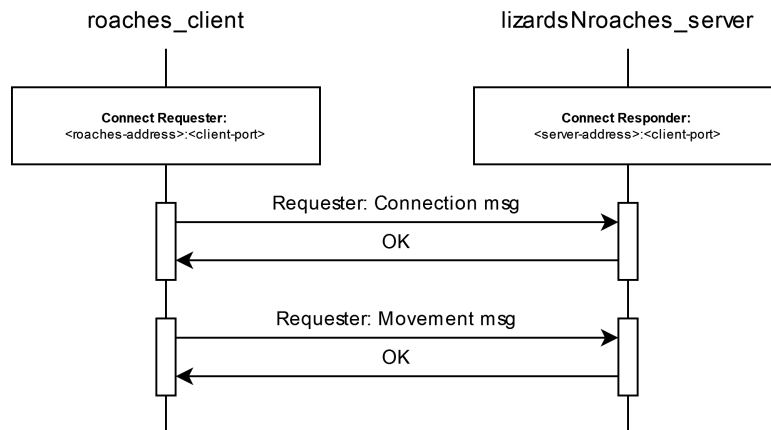 roaches_client
lizardsNroaches_server
Connect Requester:
<roaches-address>:<client-port>
Connect Responder:
<server-address>:<client-port>
Requester: Connection msg
OK
Requester: Movement msg
OK